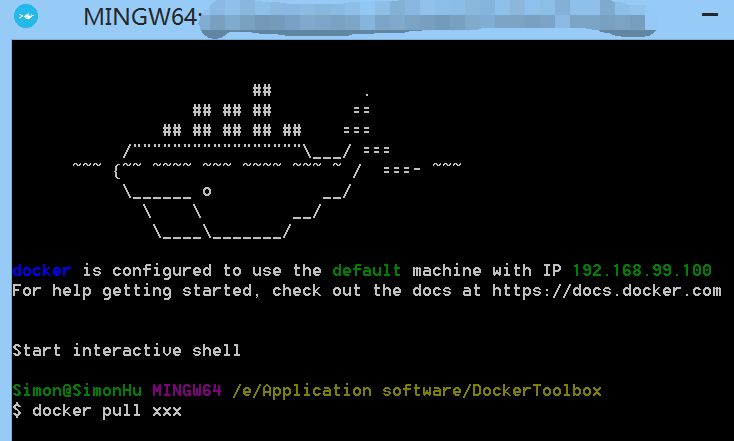 MINGW64:
                        ##         .
                  ## ## ##        ==
               ## ## ## ## ##    ===
           /"""""""""""""""""\___/ ===
      ~~~ {~~ ~~~~ ~~~ ~~~~ ~~~ ~ /  ===- ~~~
           \______ o           __/
             \    \         __/
              \____\_______/
docker is configured to use the default machine with IP 192.168.99.100
For help getting started, check out the docs at https://docs.docker.com
Start interactive shell
Simon@SimonHu MINGW64 /e/Application software/DockerToolbox
$ docker pull xxx